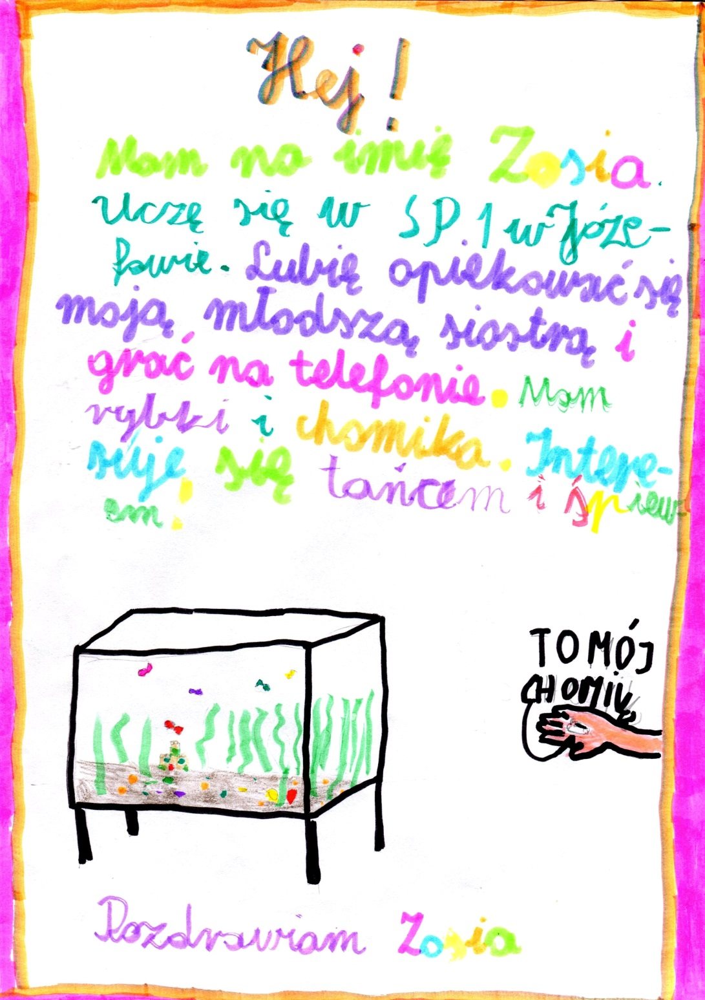 Hej!
Mam na imię Zosia.
Uczę się w SP. 1 w Józe-
fowie. Lubię opiekować się
moją młodszą siostrą i
grać na telefonie. Mam
rybki i chomika. Intere-
suje się tańcem i śpiew-
em.
TO MÓJ
CHOMIK
Pozdrawiam Zosia